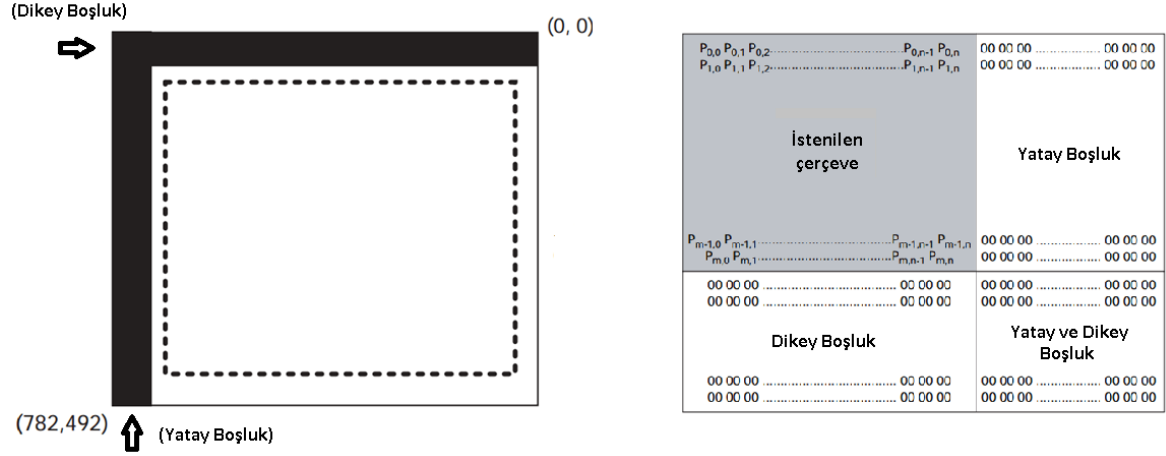 (Dikey Boşluk)
(0, 0)
(782,492)
(Yatay Boşluk)
P0,0 P0,1 P0,2......................................P0,n-1 P0,n
P1,0 P1,1 P1,2......................................P1,n-1 P1,n
İstenilen
çerçeve
Pm-1,0 Pm-1,1......................................Pm-1,n-1 Pm-1,n
Pm,0 Pm,1......................................Pm,n-1 Pm,n
00 00 00 .................. 00 00 00
00 00 00 .................. 00 00 00
Yatay Boşluk
00 00 00 .................. 00 00 00
00 00 00 .................. 00 00 00
00 00 00 ...................................... 00 00 00
00 00 00 ...................................... 00 00 00
Dikey Boşluk
00 00 00 ...................................... 00 00 00
00 00 00 ...................................... 00 00 00
00 00 00 .................. 00 00 00
00 00 00 .................. 00 00 00
Yatay ve Dikey
Boşluk
00 00 00 .................. 00 00 00
00 00 00 .................. 00 00 00